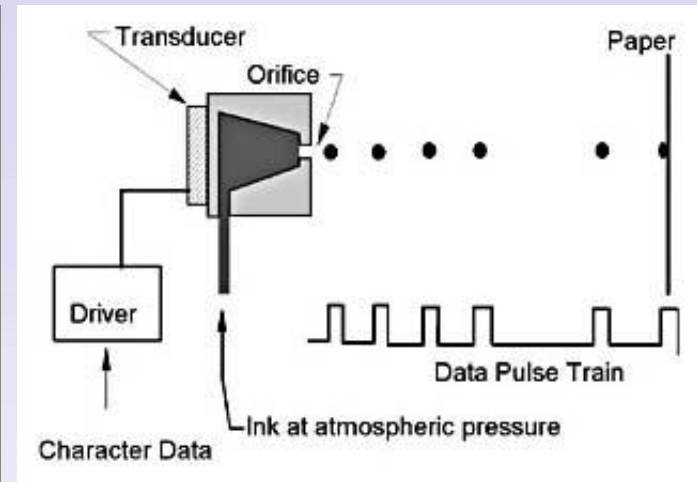 Transducer
Paper
Orifice
Driver
Data Pulse Train
Ink at atmospheric pressure
Character Data